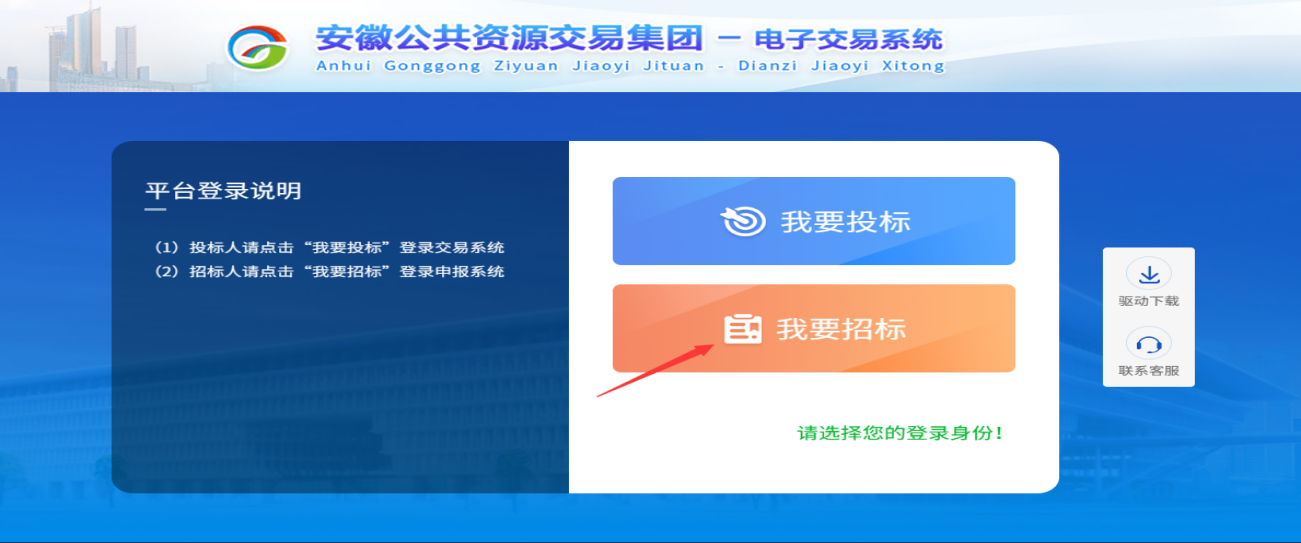 安徽公共资源交易集团 – 电子交易系统
Anhui Gonggong Ziyuan Jiaoyi Jituan - Dianzi Jiaoyi Xitong
平台登录说明
（1）投标人请点击“我要投标”登录交易系统
（2）招标人请点击“我要招标”登录申报系统
我要投标
我要招标
请选择您的登录身份！
驱动下载
联系客服